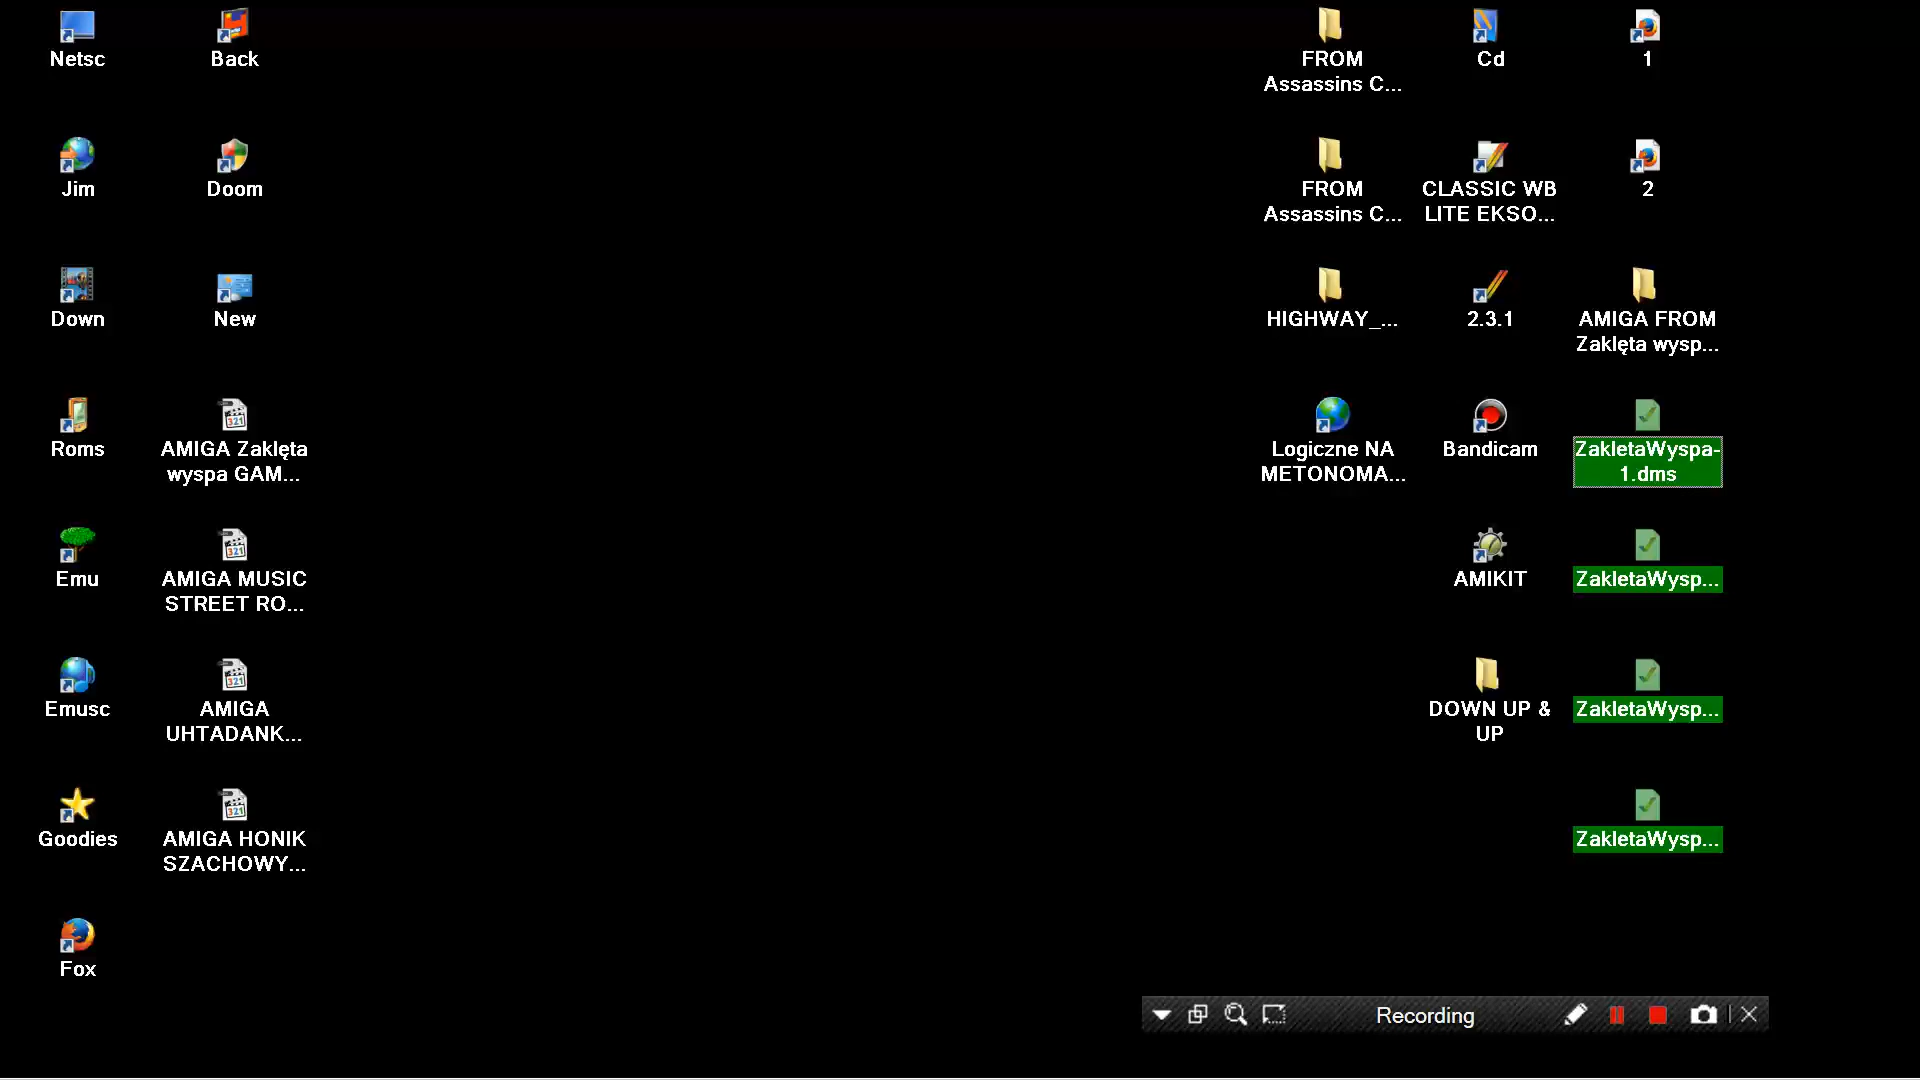 Netsc
Back
FROM
Assassins C...
Cd
1
Jim
Doom
FROM
Assassins C...
CLASSIC WB
LITE EKSO...
2
Down
New
HIGHWAY_...
2.3.1
AMIGA FROM
Zaklęta wysp...
Roms
AMIGA Zaklęta
wyspa GAM...
Logiczne NA
METONOMA...
Bandicam
ZakletaWyspa-
1.dms
Emu
AMIGA MUSIC
STREET RO...
AMIKIT
ZakletaWysp...
Emusc
AMIGA
UHTADANK...
DOWN UP &
UP
ZakletaWysp...
Goodies
AMIGA HONIK
SZACHOWY...
ZakletaWysp...
Fox
Recording